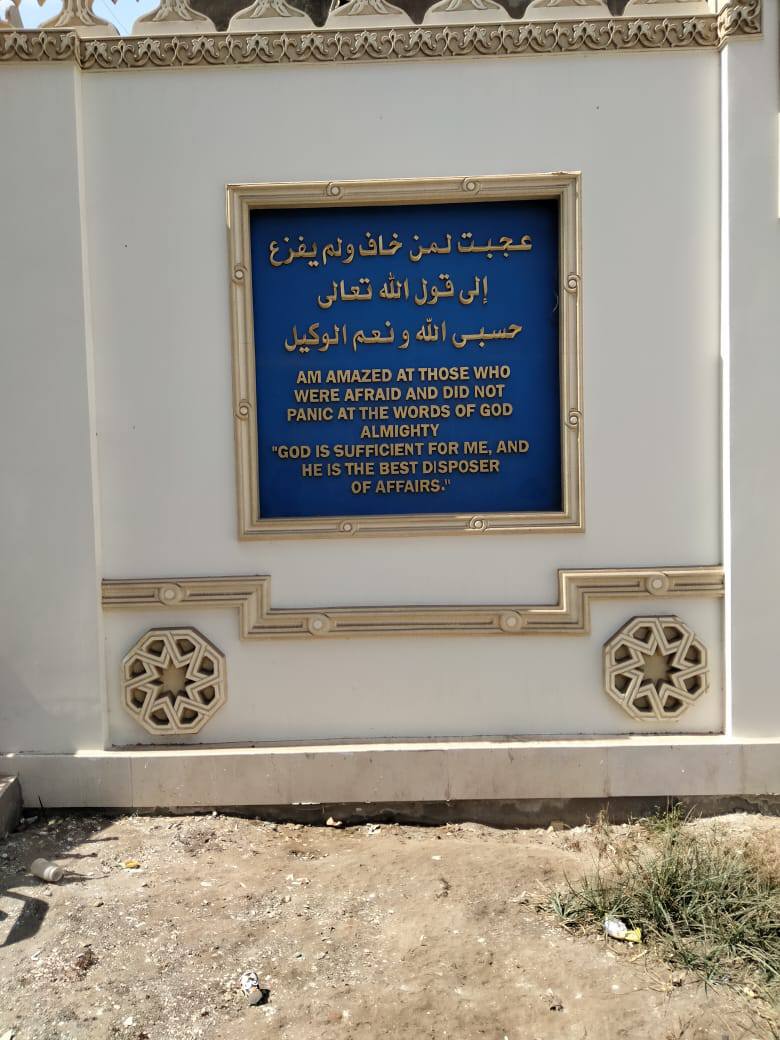 عجبت لمن خاف ولم يفزع
إلى قول الله تعالى
حسبي الله و نعم الوكيل
AM AMAZED AT THOSE WHO
WERE AFRAID AND DID NOT
PANIC AT THE WORDS OF GOD
ALMIGHTY
"GOD IS SUFFICIENT FOR ME, AND
HE IS THE BEST DISPOSER
OF AFFAIRS."